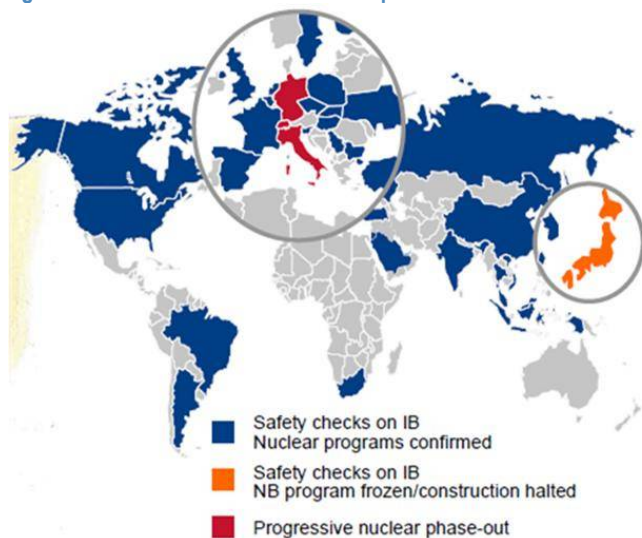 Safety checks on IB
Nuclear programs confirmed
Safety checks on IB
NB program frozen/construction halted
Progressive nuclear phase-out